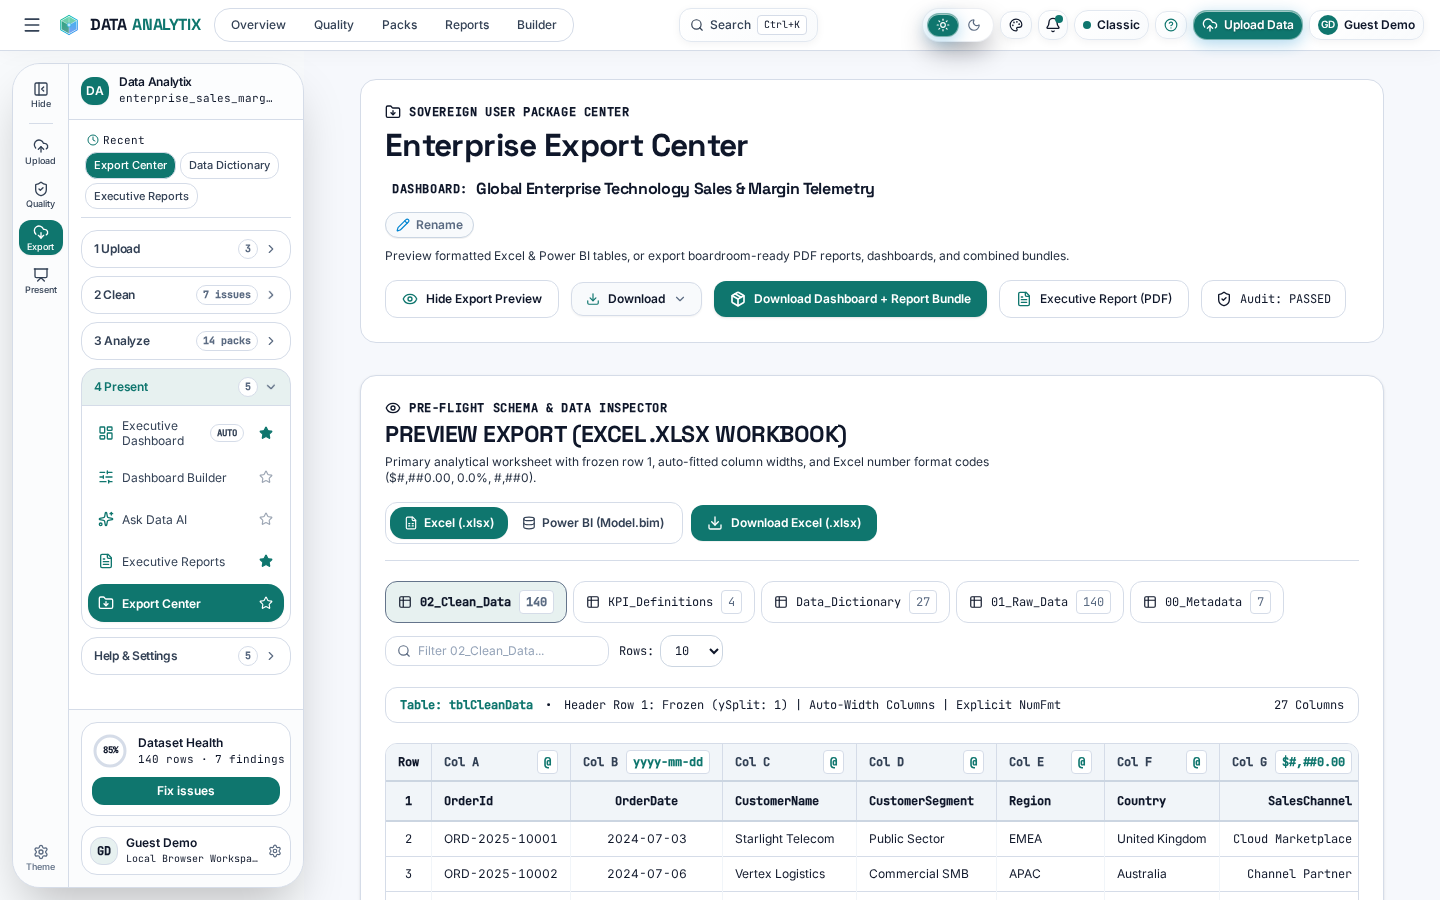 DATA ANALYTIX
Overview
Quality
Packs
Reports
Builder
Search Ctrl+K
Classic
Upload Data
GD Guest Demo
Hide
Upload
Quality
Export
Present
Theme
DA
Data Analytix
enterprise_sales_marg…
Recent
Export Center
Data Dictionary
Executive Reports
1 Upload 3
2 Clean 7 issues
3 Analyze 14 packs
4 Present 5
Executive Dashboard AUTO
Dashboard Builder
Ask Data AI
Executive Reports
Export Center
Help & Settings 5
85%
Dataset Health
140 rows · 7 findings
Fix issues
GD
Guest Demo
Local Browser Workspa…
SOVEREIGN USER PACKAGE CENTER
Enterprise Export Center
DASHBOARD: Global Enterprise Technology Sales & Margin Telemetry
Rename
Preview formatted Excel & Power BI tables, or export boardroom-ready PDF reports, dashboards, and combined bundles.
Hide Export Preview
Download
Download Dashboard + Report Bundle
Executive Report (PDF)
Audit: PASSED
PRE-FLIGHT SCHEMA & DATA INSPECTOR
PREVIEW EXPORT (EXCEL .XLSX WORKBOOK)
Primary analytical worksheet with frozen row 1, auto-fitted column widths, and Excel number format codes
($#,##0.00, 0.0%, #,##0).
Excel (.xlsx)
Power BI (Model.bim)
Download Excel (.xlsx)
02_Clean_Data 140
KPI_Definitions 4
Data_Dictionary 27
01_Raw_Data 140
00_Metadata 7
Filter 02_Clean_Data...
Rows: 10
Table: tblCleanData • Header Row 1: Frozen (ySplit: 1) | Auto-Width Columns | Explicit NumFmt 27 Columns
Row Col A @ Col B yyyy-mm-dd Col C @ Col D @ Col E @ Col F @ Col G $#,##0.00
1 OrderId OrderDate CustomerName CustomerSegment Region Country SalesChannel
2 ORD-2025-10001 2024-07-03 Starlight Telecom Public Sector EMEA United Kingdom Cloud Marketplace
3 ORD-2025-10002 2024-07-06 Vertex Logistics Commercial SMB APAC Australia Channel Partner